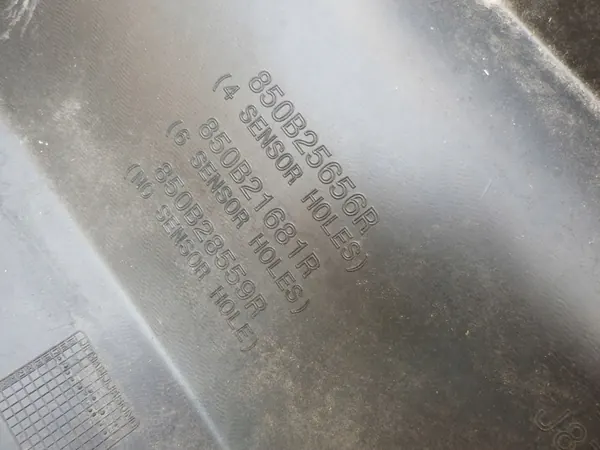 850B25656R
(4 SENSOR HOLES)
850B21681R
(6 SENSOR HOLES)
850B28559R
(NO SENSOR HOLE)